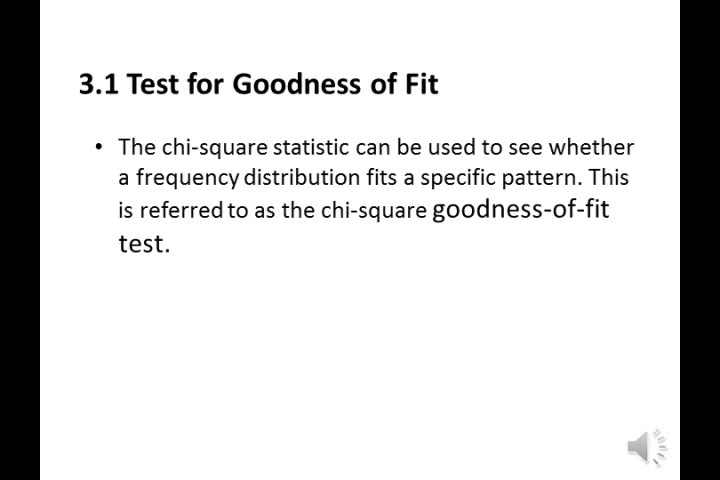 3.1 Test for Goodness of Fit
• The chi-square statistic can be used to see whether
a frequency distribution fits a specific pattern. This
is referred to as the chi-square goodness-of-fit
test.